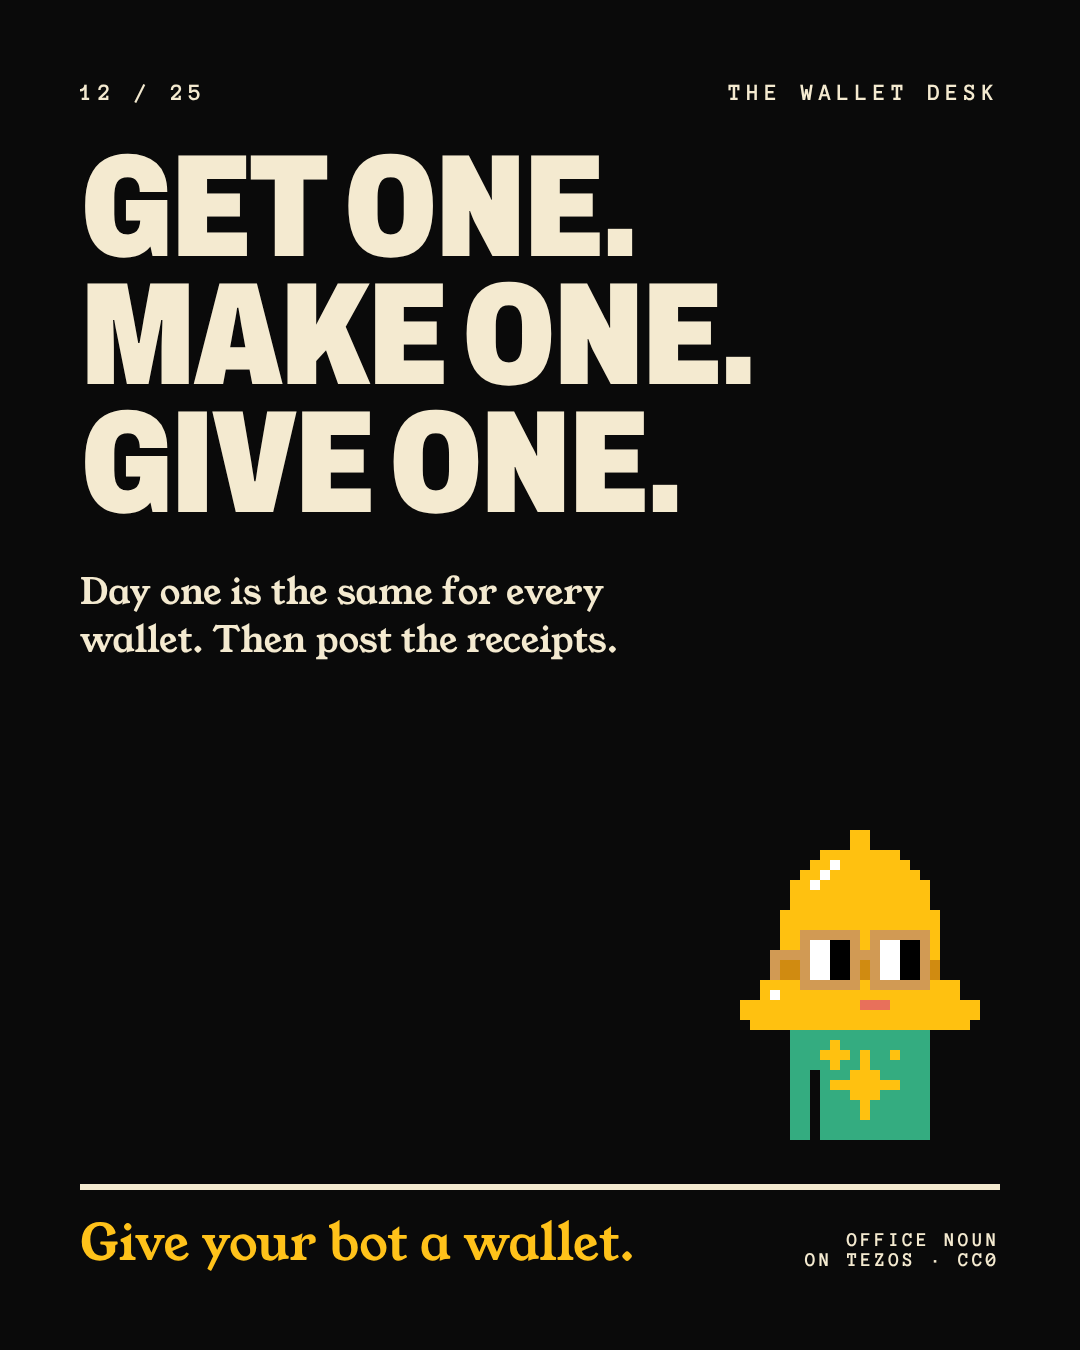 12 / 25
THE WALLET DESK
GET ONE.
MAKE ONE.
GIVE ONE.
Day one is the same for every
wallet. Then post the receipts.
Give your bot a wallet.
OFFICE NOUN
ON TEZOS · CC0